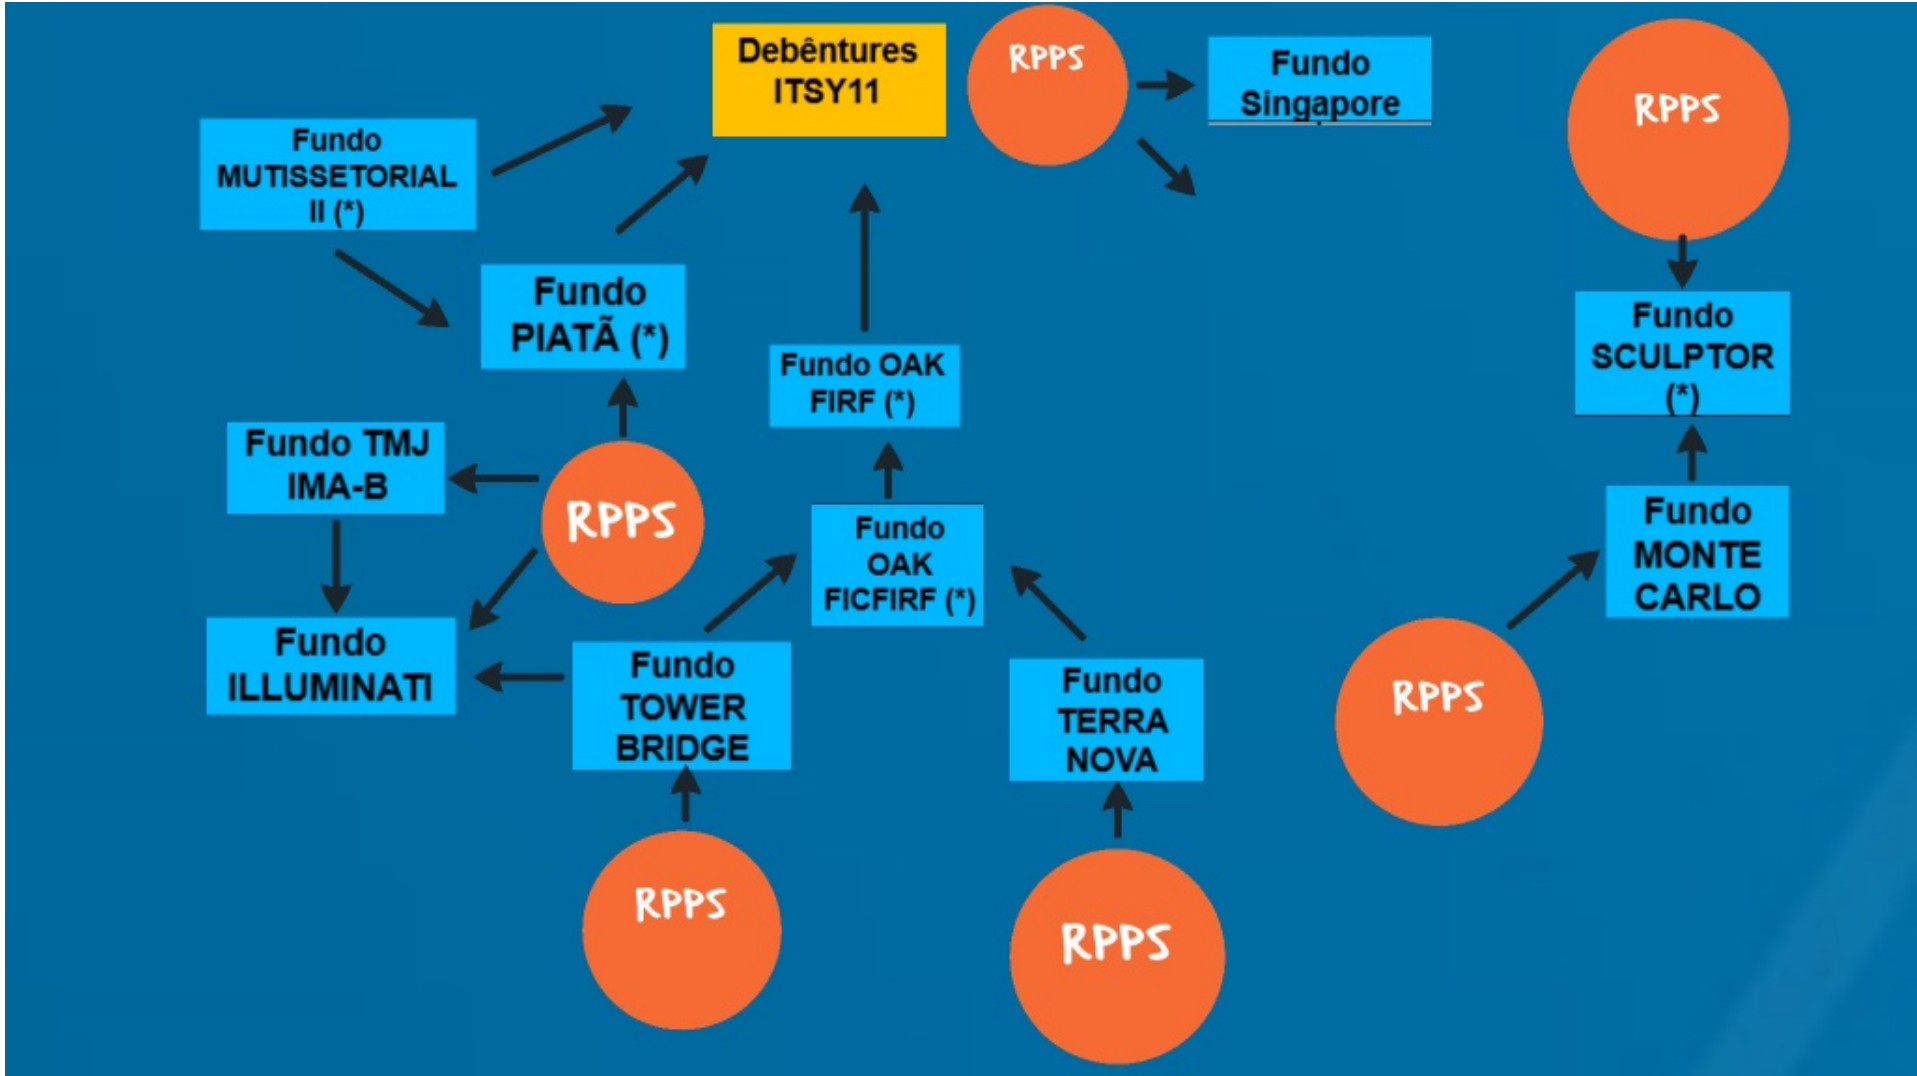 Debêntures
ITSY11
RPPS
Fundo
Singapore
RPPS
Fundo
MUTISSETORIAL
II (*)
Fundo
PIATÃ (*)
Fundo OAK
FIRF (*)
Fundo
SCULPTOR
(*)
Fundo TMJ
IMA-B
RPPS
Fundo
OAK
FICFIRF (*)
Fundo
MONTE
CARLO
Fundo
ILLUMINATI
Fundo
TOWER
BRIDGE
Fundo
TERRA
NOVA
RPPS
RPPS
RPPS